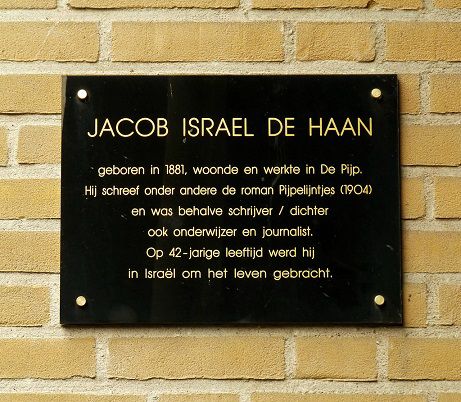 JACOB ISRAEL DE HAAN
geboren in 1881, woonde en werkte in De Pijp.
Hij schreef onder andere de roman Pijpelijntjes (1904)
en was behalve schrijver / dichter
ook onderwijzer en journalist.
Op 42-jarige leeftijd werd hij
in Israël om het leven gebracht.